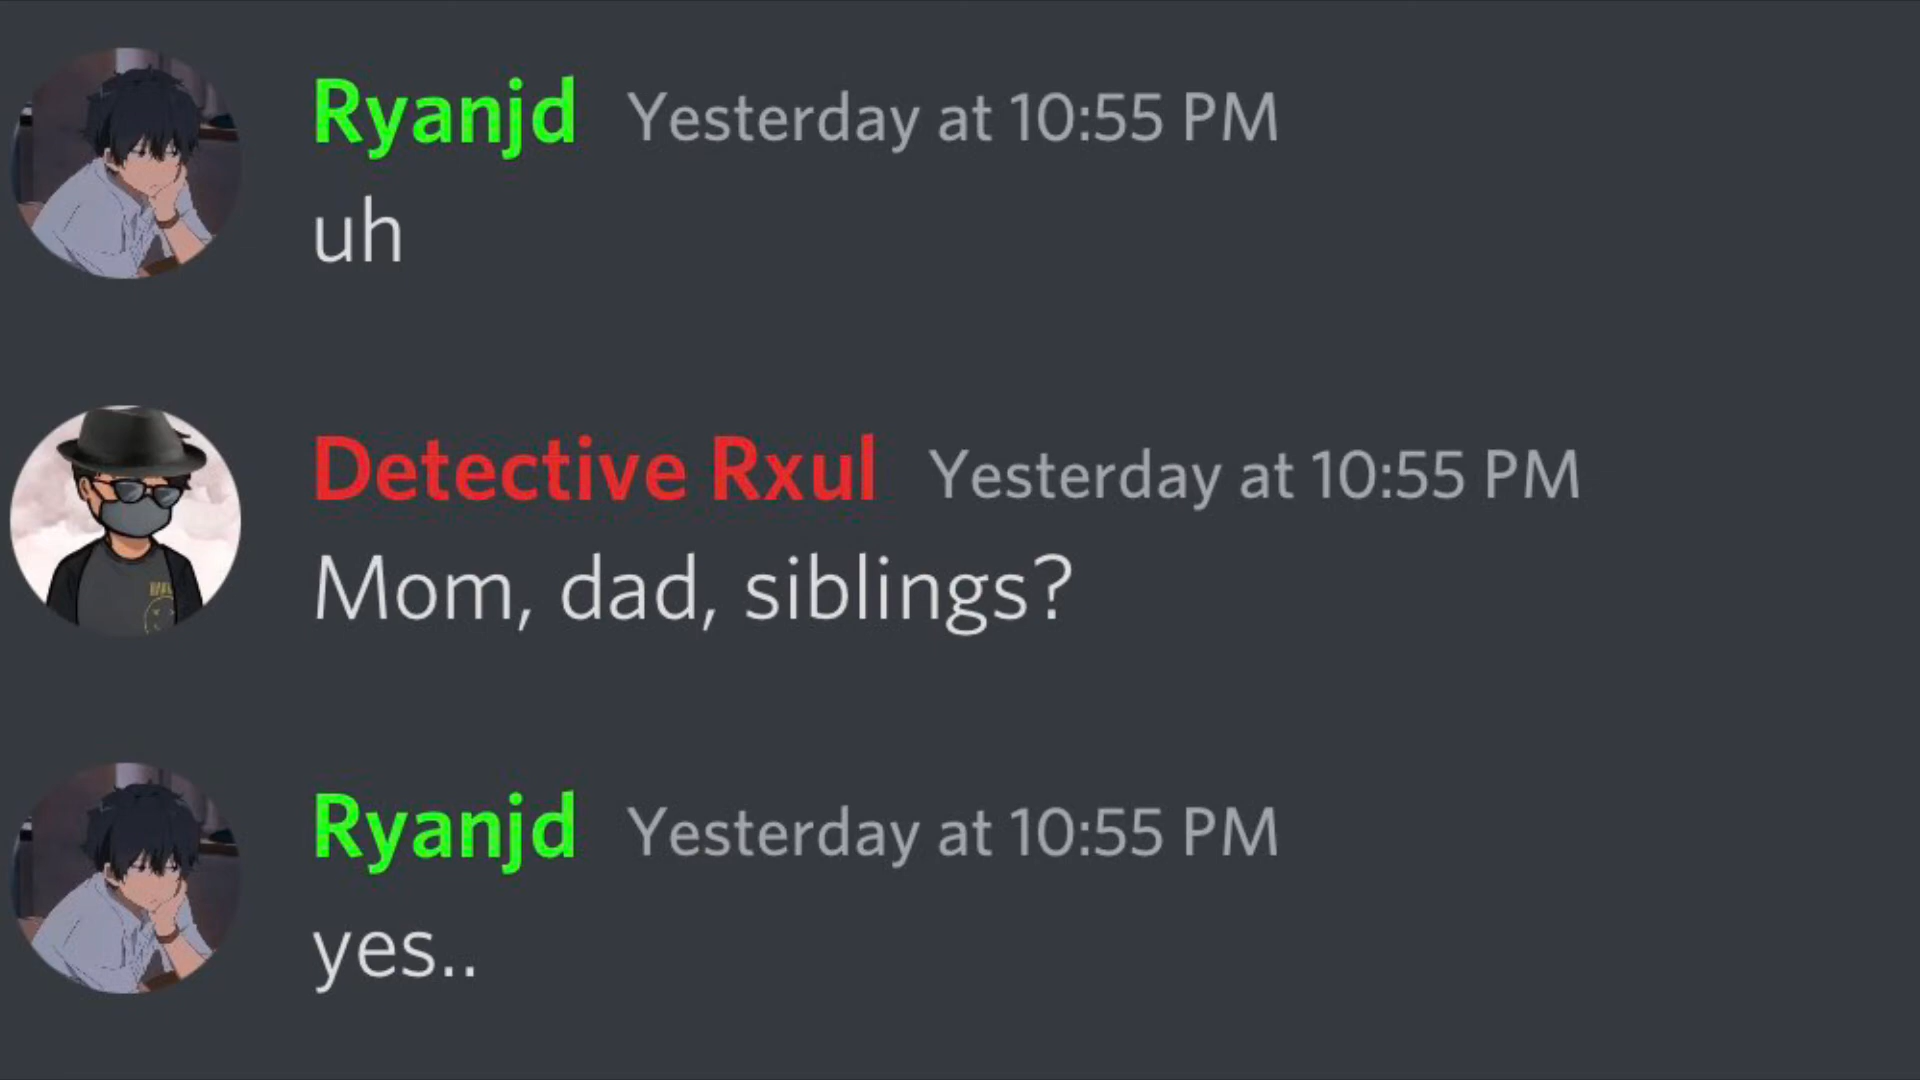 Ryanjd Yesterday at 10:55 PM
uh
Detective Rxul Yesterday at 10:55 PM
Mom, dad, siblings?
Ryanjd Yesterday at 10:55 PM
yes..